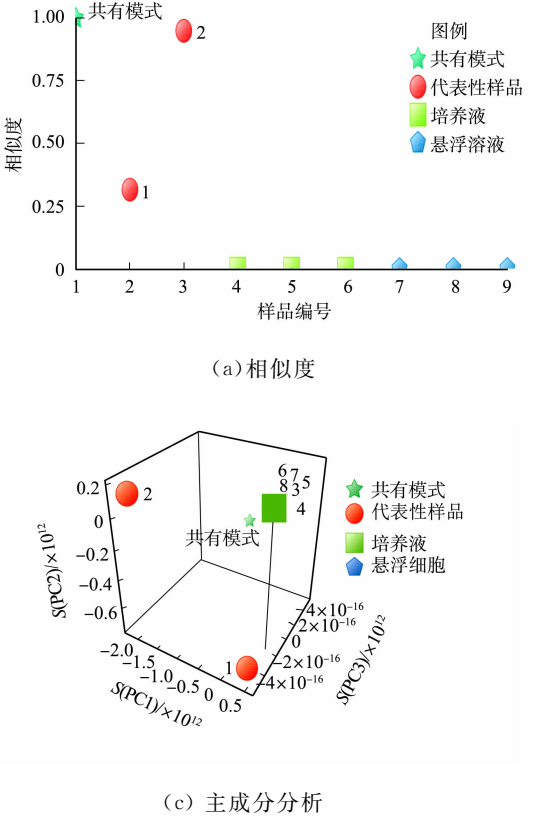 1.00
共有模式
2
图例
共有模式
0.75
代表性样品
培养液
0.50
悬浮溶液
相似度
1
0.25
0
1 2 3 4 5 6 7 8 9
样品编号
(a)相似度
0.2
2
6 7
8 3 5
4
共有模式
代表性样品
0
共有模式
培养液
悬浮细胞
−0.2
−0.4
−0.6
S(PC2)/×10¹²
4×10⁻¹⁶
2×10⁻¹⁶
0
−2×10⁻¹⁶
−4×10⁻¹⁶
S(PC3)/×10¹²
1
−2.0
−1.5
−1.0
−0.5
0
0.5
S(PC1)/×10¹²
(c) 主成分分析